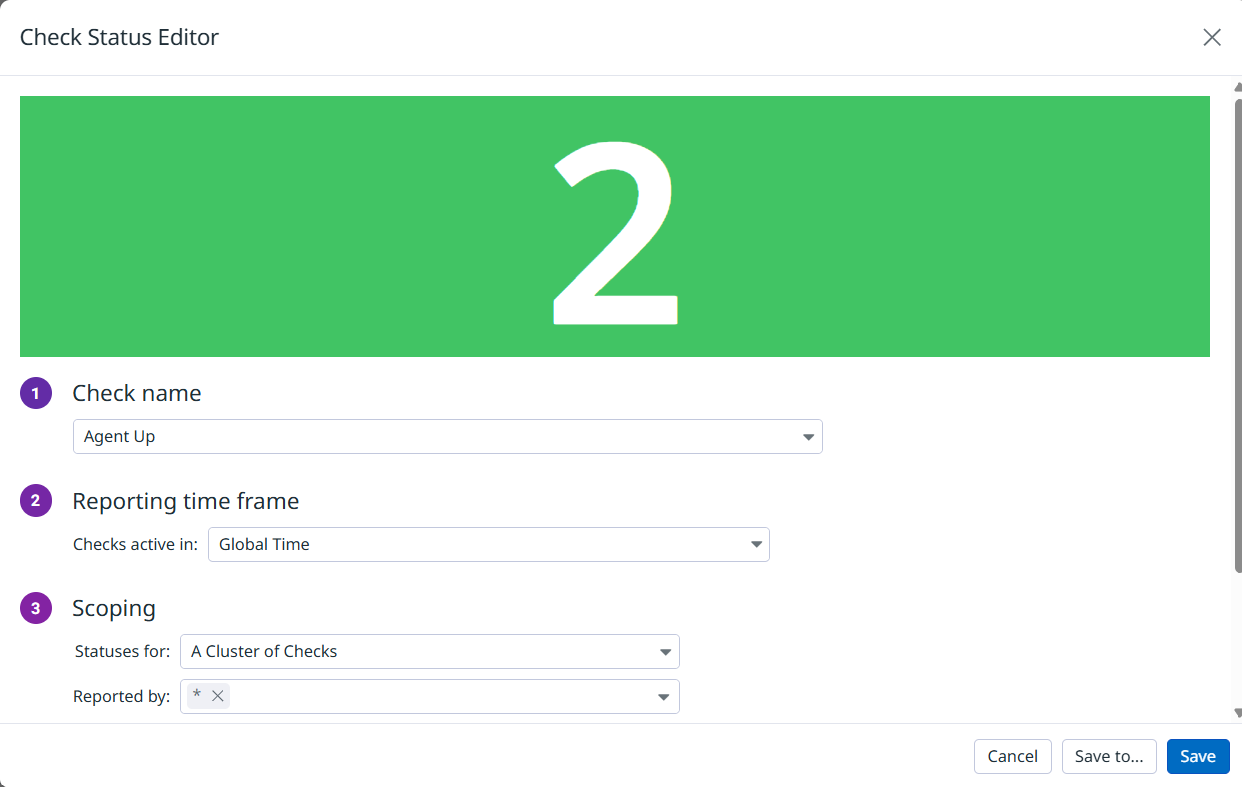 Check Status Editor
2
1 Check name
Agent Up
2 Reporting time frame
Checks active in: Global Time
3 Scoping
Statuses for: A Cluster of Checks
Reported by: *
Cancel Save to... Save